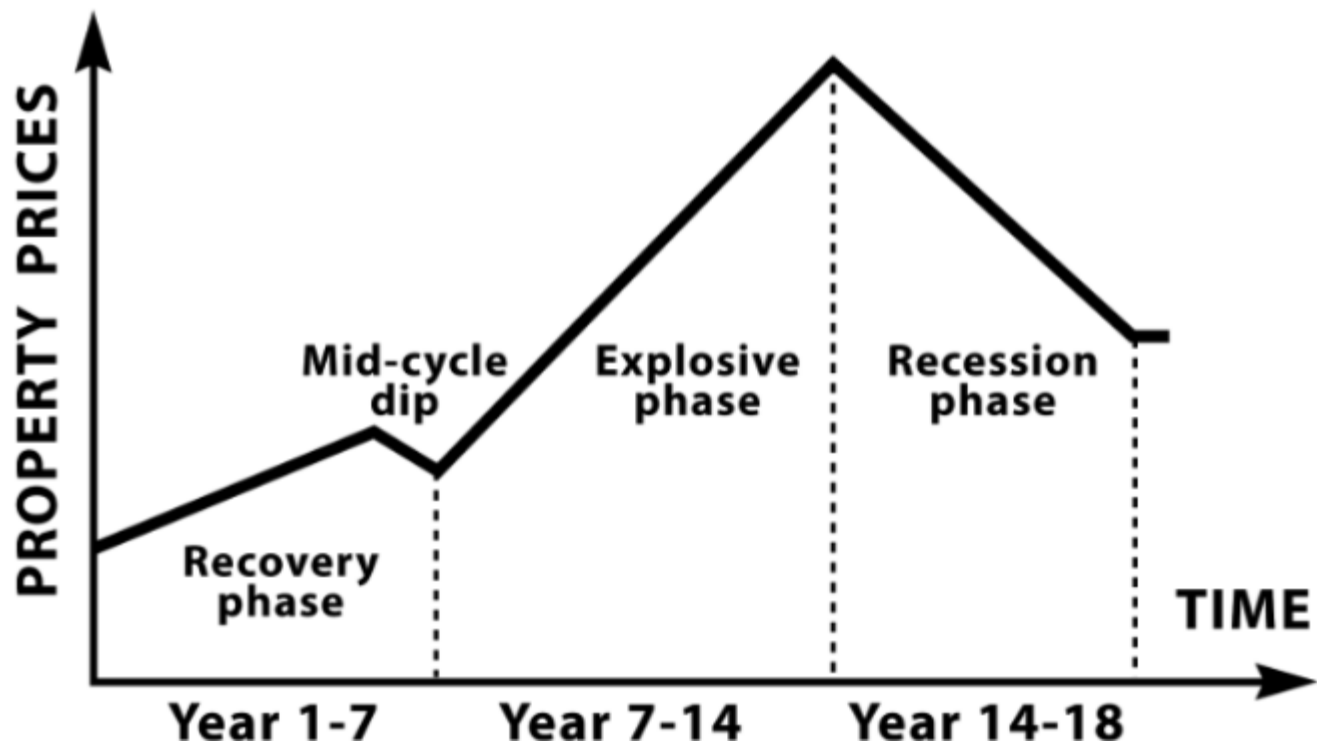 PROPERTY PRICES
Mid-cycle
dip
Explosive
phase
Recession
phase
Recovery
phase
TIME
Year 1-7
Year 7-14
Year 14-18